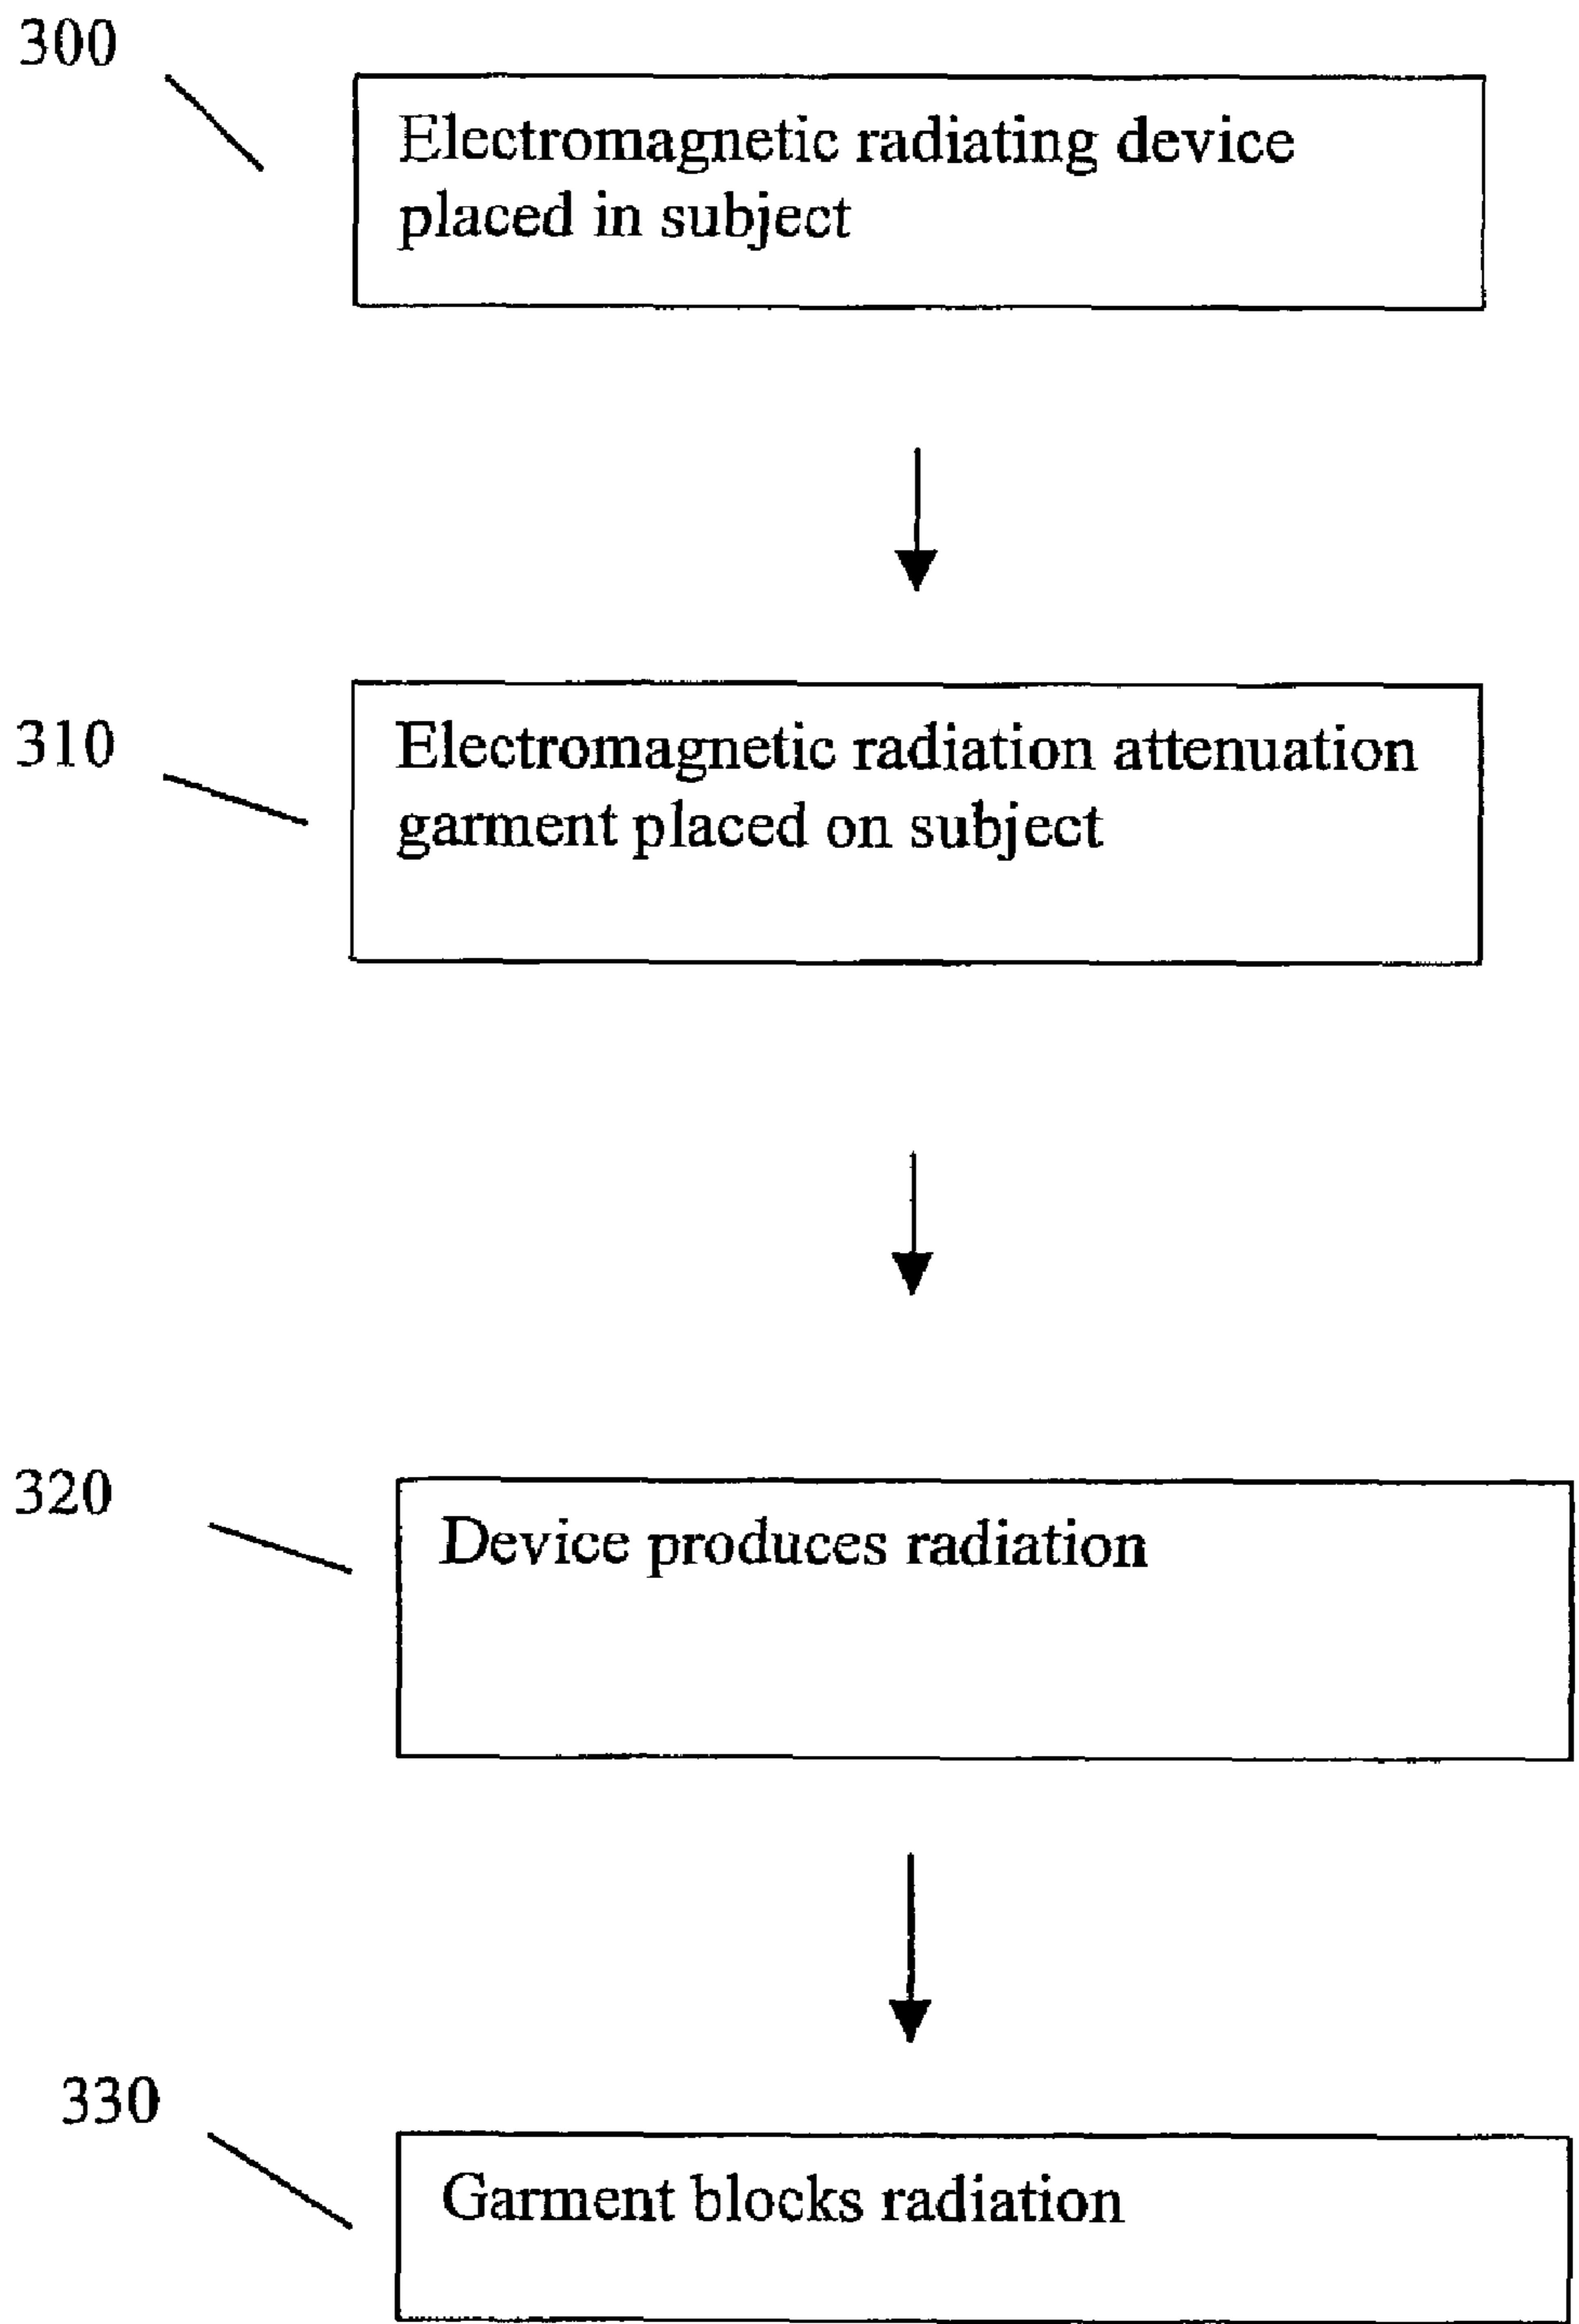 300
Electromagnetic radiating device
placed in subject
310
Electromagnetic radiation attenuation
garment placed on subject
320
Device produces radiation
330
Garment blocks radiation